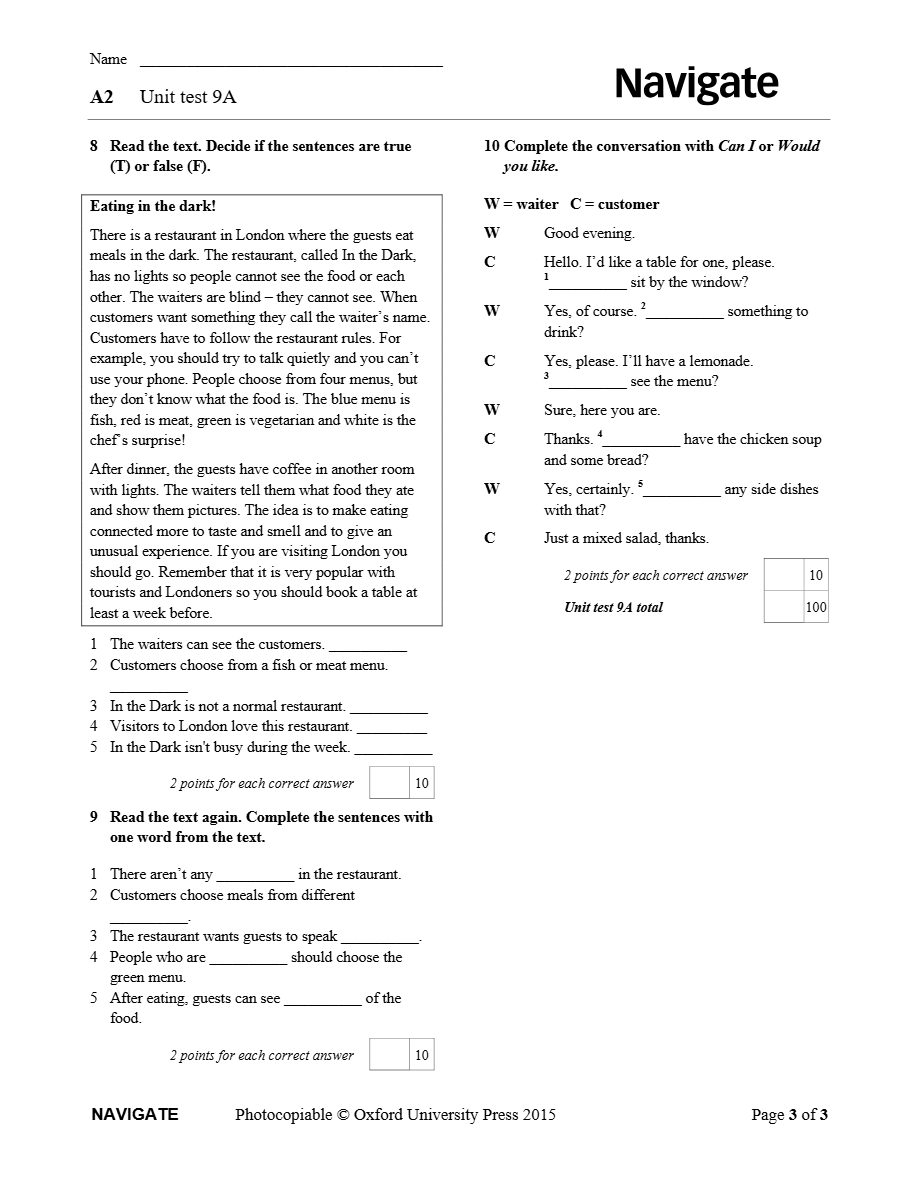 Name ______________________________________
Navigate
A2 Unit test 9A
8 Read the text. Decide if the sentences are true
(T) or false (F).
Eating in the dark!
There is a restaurant in London where the guests eat
meals in the dark. The restaurant, called In the Dark,
has no lights so people cannot see the food or each
other. The waiters are blind – they cannot see. When
customers want something they call the waiter’s name.
Customers have to follow the restaurant rules. For
example, you should try to talk quietly and you can’t
use your phone. People choose from four menus, but
they don’t know what the food is. The blue menu is
fish, red is meat, green is vegetarian and white is the
chef’s surprise!
After dinner, the guests have coffee in another room
with lights. The waiters tell them what food they ate
and show them pictures. The idea is to make eating
connected more to taste and smell and to give an
unusual experience. If you are visiting London you
should go. Remember that it is very popular with
tourists and Londoners so you should book a table at
least a week before.
1 The waiters can see the customers. __________
2 Customers choose from a fish or meat menu.
__________
3 In the Dark is not a normal restaurant. __________
4 Visitors to London love this restaurant. _________
5 In the Dark isn't busy during the week. __________
2 points for each correct answer 10
9 Read the text again. Complete the sentences with
one word from the text.
1 There aren’t any __________ in the restaurant.
2 Customers choose meals from different
__________.
3 The restaurant wants guests to speak __________.
4 People who are __________ should choose the
green menu.
5 After eating, guests can see __________ of the
food.
2 points for each correct answer 10
10 Complete the conversation with Can I or Would
you like.
W = waiter C = customer
W Good evening.
C Hello. I’d like a table for one, please.
1__________ sit by the window?
W Yes, of course. 2__________ something to
drink?
C Yes, please. I’ll have a lemonade.
3__________ see the menu?
W Sure, here you are.
C Thanks. 4__________ have the chicken soup
and some bread?
W Yes, certainly. 5__________ any side dishes
with that?
C Just a mixed salad, thanks.
2 points for each correct answer 10
Unit test 9A total 100
NAVIGATE Photocopiable © Oxford University Press 2015 Page 3 of 3